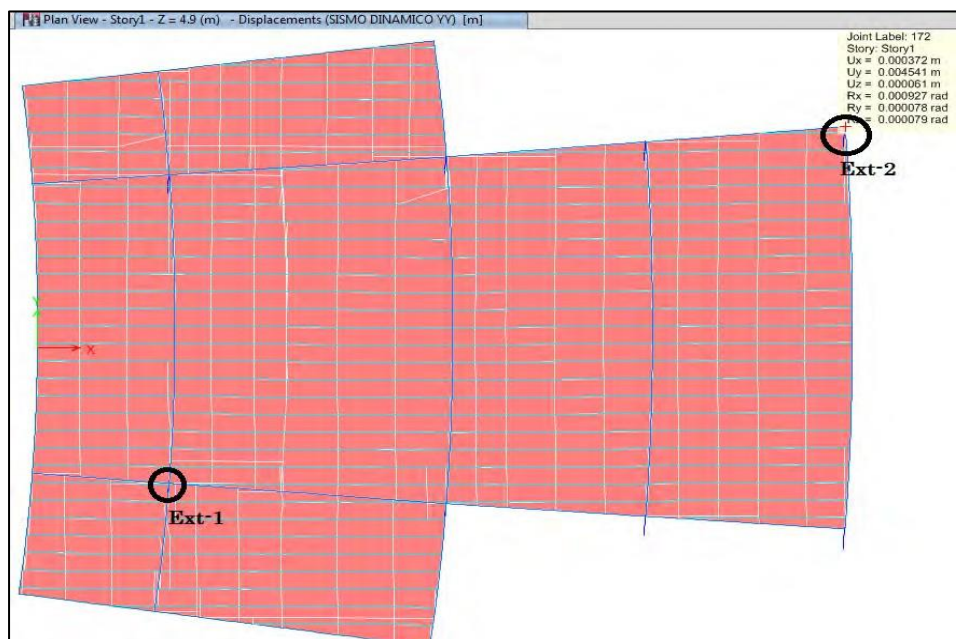 Plan View - Story1 - Z = 4.9 (m) - Displacements (SISMO DINAMICO YY) [m]
Joint Label: 172
Story: Story1
Ux = 0.000372 m
Uy = 0.004541 m
Uz = 0.000061 m
Rx = 0.000927 rad
Ry = 0.000078 rad
= 0.000079 rad
Ext-2
Y
X
Ext-1